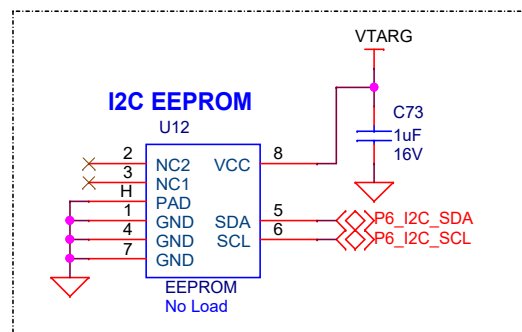 VTARG
I2C EEPROM
U12
C73
1uF
16V
2 NC2 VCC 8
3 NC1
H PAD
1 GND SDA 5 P6_I2C_SDA
4 GND SCL 6 P6_I2C_SCL
7 GND
EEPROM
No Load